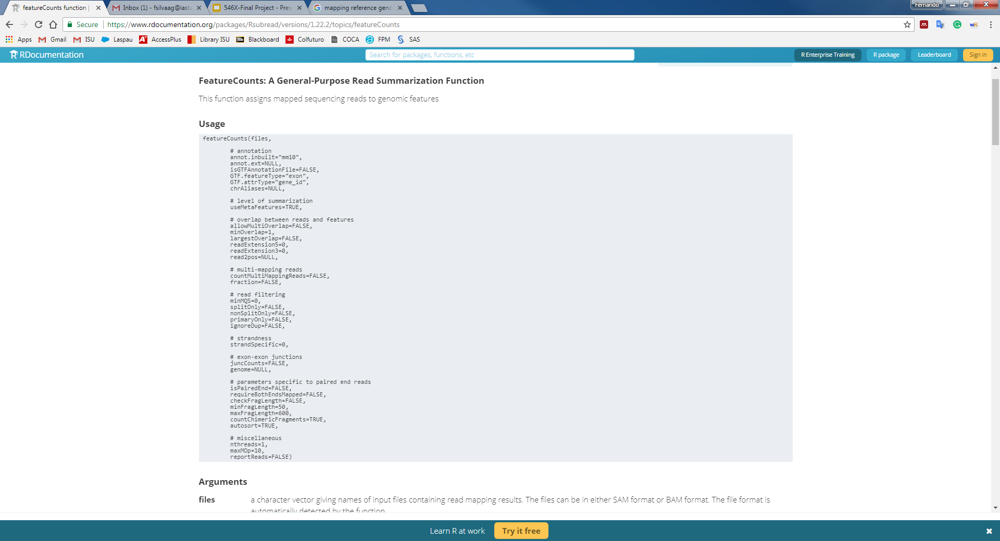 featureCounts function |
Inbox (1) - fsilvaag@iasta
546X-Final Project - Pres
mapping reference geno
Fernando
Secure
https://www.rdocumentation.org/packages/Rsubread/versions/1.22.2/topics/featureCounts
Apps
Gmail
ISU
Laspau
AccessPlus
Library ISU
Bb
Blackboard
Colfuturo
COCA
FPM
SAS
RDocumentation
Search for packages, functions, etc
R Enterprise Training
R package
Leaderboard
Sign in
FeatureCounts: A General-Purpose Read Summarization Function
This function assigns mapped sequencing reads to genomic features
Usage
featureCounts(files,
# annotation
annot.inbuilt="mm10",
annot.ext=NULL,
isGTFAnnotationFile=FALSE,
GTF.featureType="exon",
GTF.attrType="gene_id",
chrAliases=NULL,
# level of summarization
useMetaFeatures=TRUE,
# overlap between reads and features
allowMultiOverlap=FALSE,
minOverlap=1,
largestOverlap=FALSE,
readExtension5=0,
readExtension3=0,
read2pos=NULL,
# multi-mapping reads
countMultiMappingReads=FALSE,
fraction=FALSE,
# read filtering
minMQS=0,
splitOnly=FALSE,
nonSplitOnly=FALSE,
primaryOnly=FALSE,
ignoreDup=FALSE,
# strandness
strandSpecific=0,
# exon-exon junctions
juncCounts=FALSE,
genome=NULL,
# parameters specific to paired end reads
isPairedEnd=FALSE,
requireBothEndsMapped=FALSE,
checkFragLength=FALSE,
minFragLength=50,
maxFragLength=600,
countChimericFragments=TRUE,
autosort=TRUE,
# miscellaneous
nthreads=1,
maxMOp=10,
reportReads=FALSE)
Arguments
files
a character vector giving names of input files containing read mapping results. The files can be in either SAM format or BAM format. The file format is
automatically detected by the function.
Learn R at work
Try it free